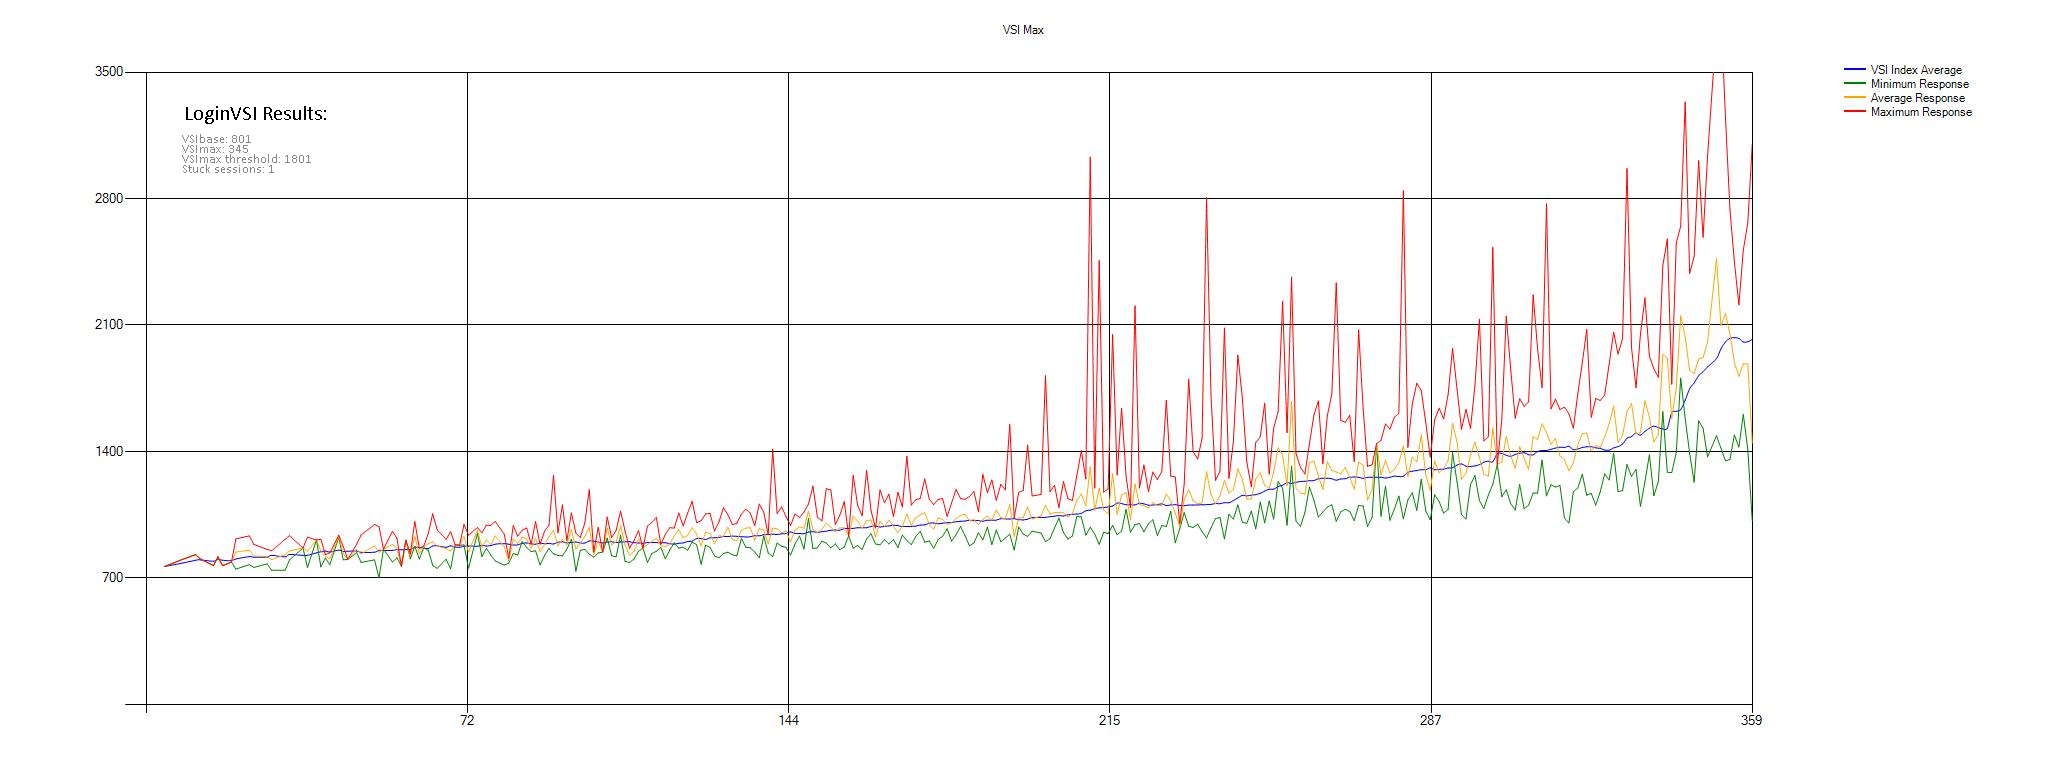 VSI Max
3500
2800
2100
1400
700
LoginVSI Results:
VSIbase: 801
VSImax: 345
VSImax threshold: 1801
Stuck sessions: 1
72
144
215
287
359
VSI Index Average
Minimum Response
Average Response
Maximum Response